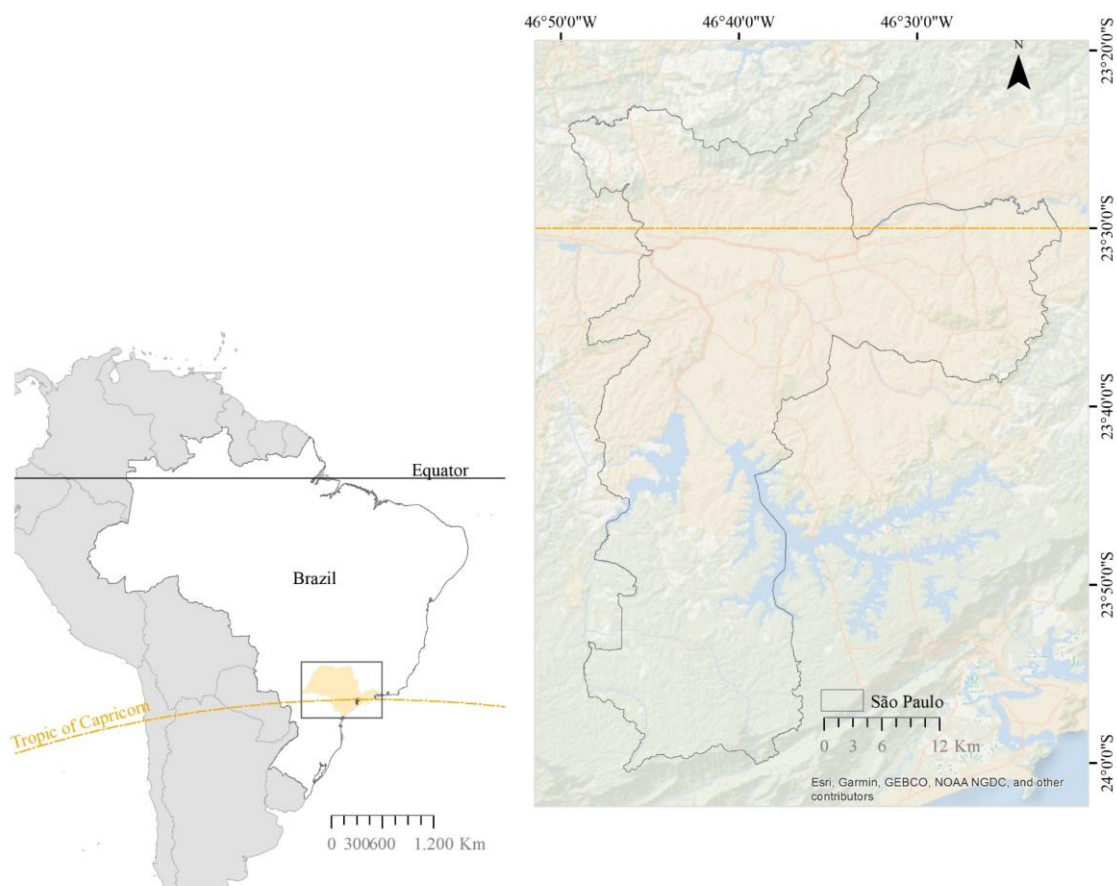 46°50'0"W 46°40'0"W 46°30'0"W
23°20'0"S
N
23°30'0"S
23°40'0"S
23°50'0"S
24°0'0"S
São Paulo
0 3 6 12 Km
Esri, Garmin, GEBCO, NOAA NGDC, and other
contributors
Equator
Brazil
Tropic of Capricorn
0 300600 1.200 Km